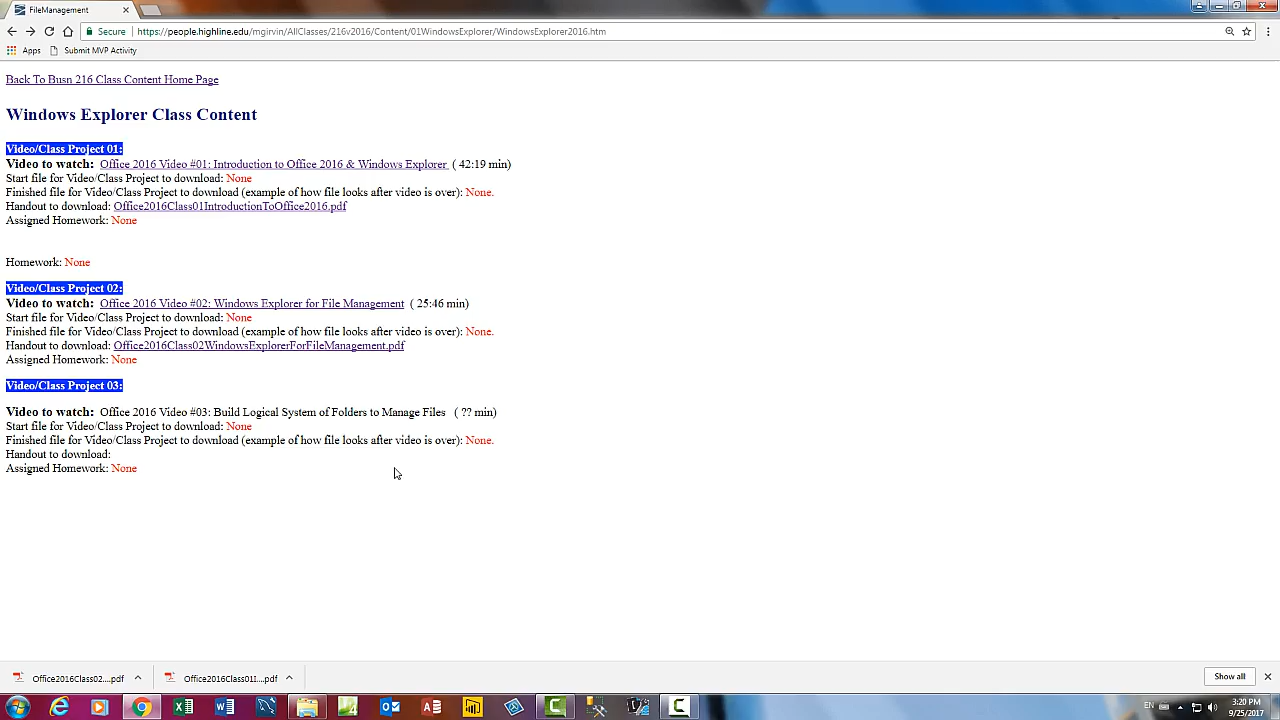 FileManagement
Secure
https://people.highline.edu/mgirvin/AllClasses/216v2016/Content/01WindowsExplorer/WindowsExplorer2016.htm
Apps
Submit MVP Activity
Back To Busn 216 Class Content Home Page
Windows Explorer Class Content
Video/Class Project 01:
Video to watch: Office 2016 Video #01: Introduction to Office 2016 & Windows Explorer ( 42:19 min)
Start file for Video/Class Project to download: None
Finished file for Video/Class Project to download (example of how file looks after video is over): None.
Handout to download: Office2016Class01IntroductionToOffice2016.pdf
Assigned Homework: None
Homework: None
Video/Class Project 02:
Video to watch: Office 2016 Video #02: Windows Explorer for File Management ( 25:46 min)
Start file for Video/Class Project to download: None
Finished file for Video/Class Project to download (example of how file looks after video is over): None.
Handout to download: Office2016Class02WindowsExplorerForFileManagement.pdf
Assigned Homework: None
Video/Class Project 03:
Video to watch: Office 2016 Video #03: Build Logical System of Folders to Manage Files ( ?? min)
Start file for Video/Class Project to download: None
Finished file for Video/Class Project to download (example of how file looks after video is over): None.
Handout to download:
Assigned Homework: None
Office2016Class02....pdf
Office2016Class01I....pdf
Show all
EN
3:20 PM
9/25/2017